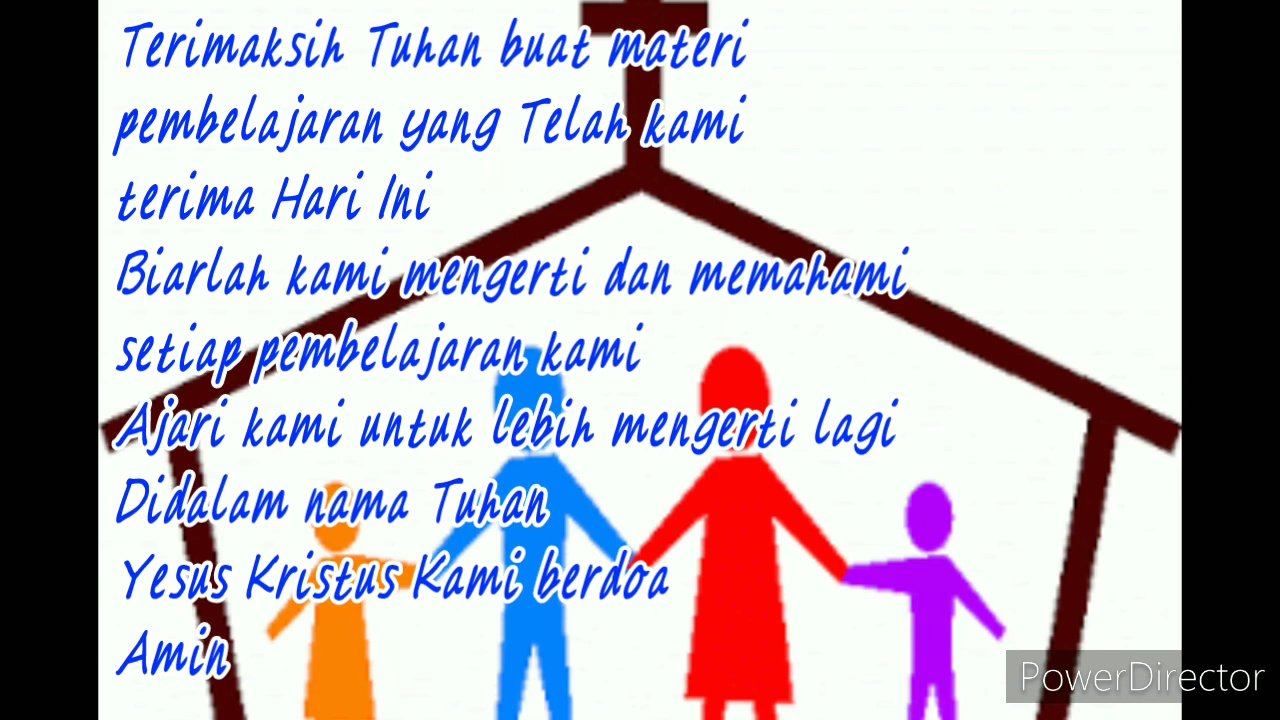 Terimaksih Tuhan buat materi
pembelajaran yang Telah kami
terima Hari Ini
Biarlah kami mengerti dan memahami
setiap pembelajaran kami
Ajari kami untuk lebih mengerti lagi
Didalam nama Tuhan
Yesus Kristus Kami berdoa
Amin
PowerDirector